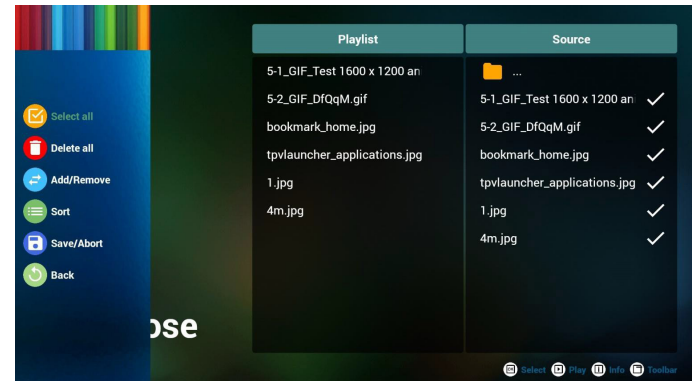 Playlist
Source
5-1_GIF_Test 1600 x 1200 an
5-2_GIF_DfQqM.gif
bookmark_home.jpg
tpvlauncher_applications.jpg
1.jpg
4m.jpg
...
5-1_GIF_Test 1600 x 1200 an
5-2_GIF_DfQqM.gif
bookmark_home.jpg
tpvlauncher_applications.jpg
1.jpg
4m.jpg
Select all
Delete all
Add/Remove
Sort
Save/Abort
Back
ose
Select Play Info Toolbar